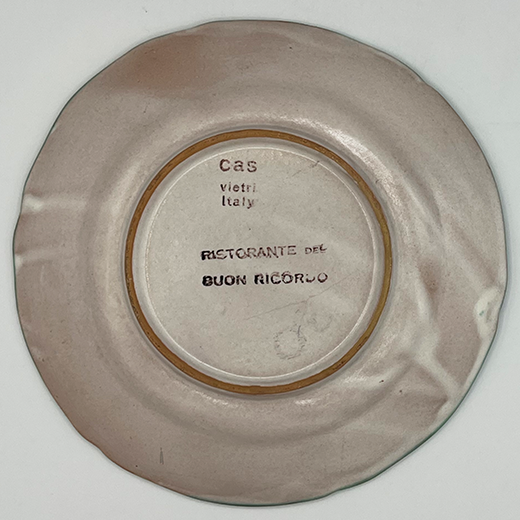 cas
vietri
Italy
RISTORANTE DEL
BUON RICORDO